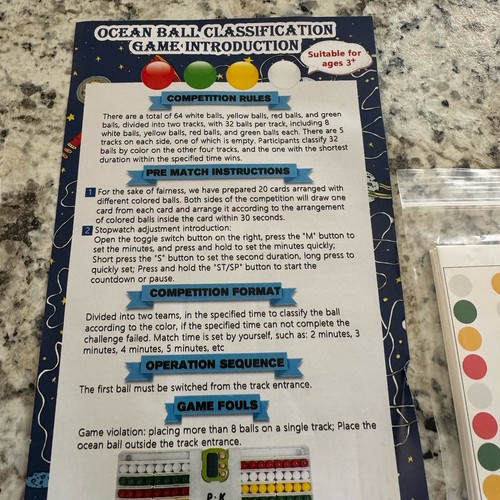 OCEAN BALL CLASSIFICATION
GAME INTRODUCTION
Suitable for
ages 3+
COMPETITION RULES
There are a total of 64 white balls, yellow balls, red balls, and green
balls, divided into two tracks, with 32 balls per track, including 8
white balls, yellow balls, red balls, and green balls each. There are 5
tracks on each side, one of which is empty. Participants classify 32
balls by color on the other four tracks, and the one with the shortest
duration within the specified time wins.
PRE MATCH INSTRUCTIONS
1 For the sake of fairness, we have prepared 20 cards arranged with
different colored balls. Both sides of the competition will draw one
card from each card and arrange it according to the arrangement
of colored balls inside the card within 30 seconds.
2 Stopwatch adjustment introduction:
Open the toggle switch button on the right, press the "M" button to
set the minutes, and press and hold to set the minutes quickly;
Short press the "S" button to set the second duration, long press to
quickly set; Press and hold the "ST/SP" button to start the
countdown or pause.
COMPETITION FORMAT
Divided into two teams, in the specified time to classify the ball
according to the color, if the specified time can not complete the
challenge failed. Match time is set by yourself, such as: 2 minutes, 3
minutes, 4 minutes, 5 minutes, etc
OPERATION SEQUENCE
The first ball must be switched from the track entrance.
GAME FOULS
Game violation: placing more than 8 balls on a single track; Place the
ocean ball outside the track entrance.
P·K